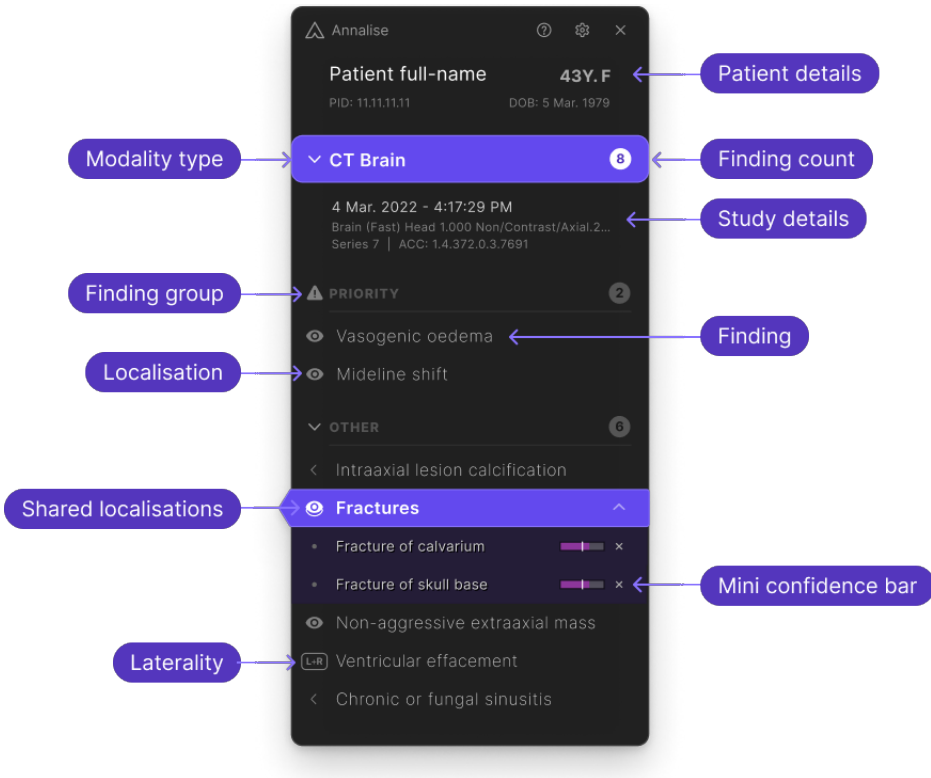 Annalise
Patient full-name 43Y. F
Patient details
PID: 11.11.11.11 DOB: 5 Mar. 1979
Modality type
CT Brain 8
Finding count
4 Mar. 2022 - 4:17:29 PM
Brain (Fast) Head 1.000 Non/Contrast/Axial.2...
Series 7 | ACC: 1.4.372.0.3.7691
Study details
Finding group
PRIORITY 2
Vasogenic oedema
Finding
Localisation
Mideline shift
OTHER 6
Intraaxial lesion calcification
Shared localisations
Fractures
Fracture of calvarium
Fracture of skull base
Mini confidence bar
Non-aggressive extraaxial mass
Laterality
L+R Ventricular effacement
Chronic or fungal sinusitis